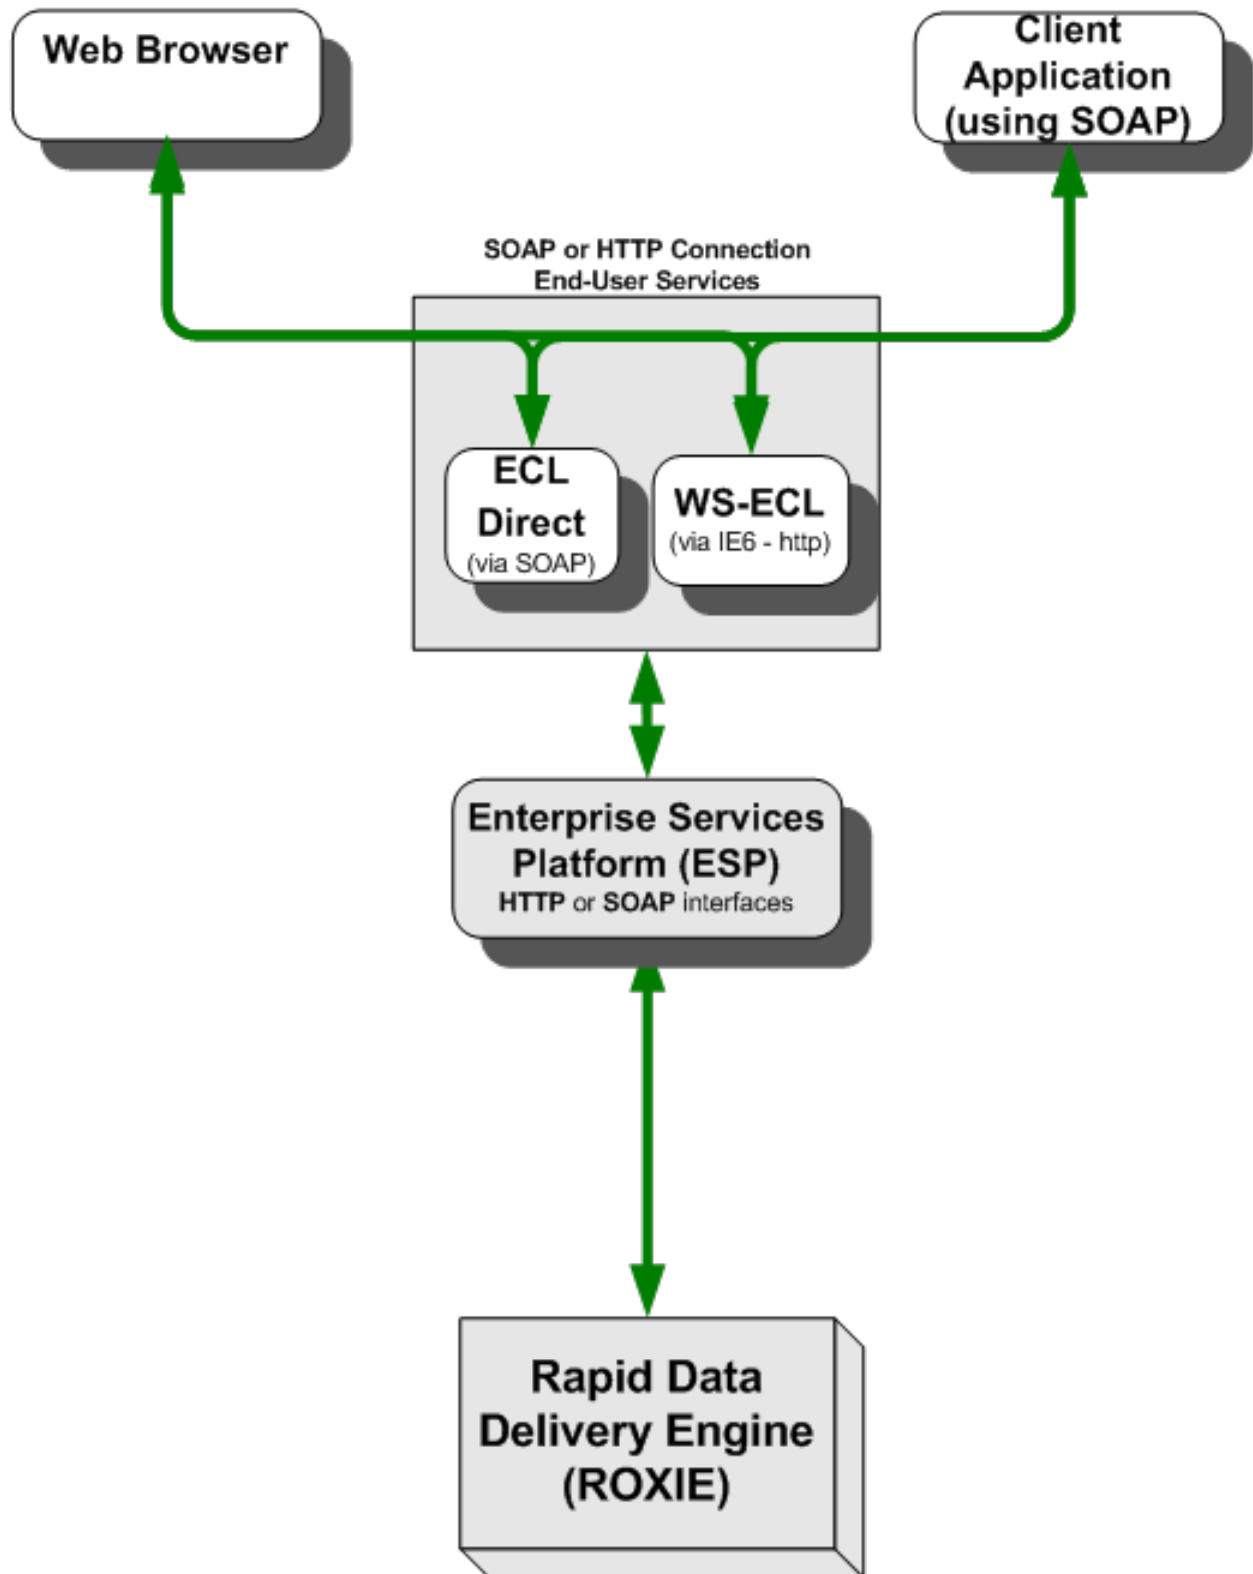 Web Browser
Client
Application
(using SOAP)
SOAP or HTTP Connection
End-User Services
ECL
Direct
(via SOAP)
WS-ECL
(via IE6 - http)
Enterprise Services
Platform (ESP)
HTTP or SOAP interfaces
Rapid Data
Delivery Engine
(ROXIE)